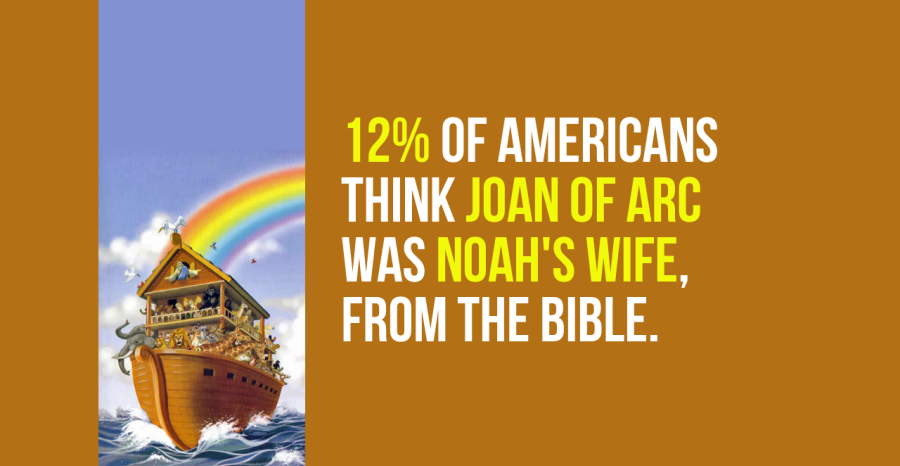 12% OF AMERICANS
THINK JOAN OF ARC
WAS NOAH'S WIFE,
FROM THE BIBLE.